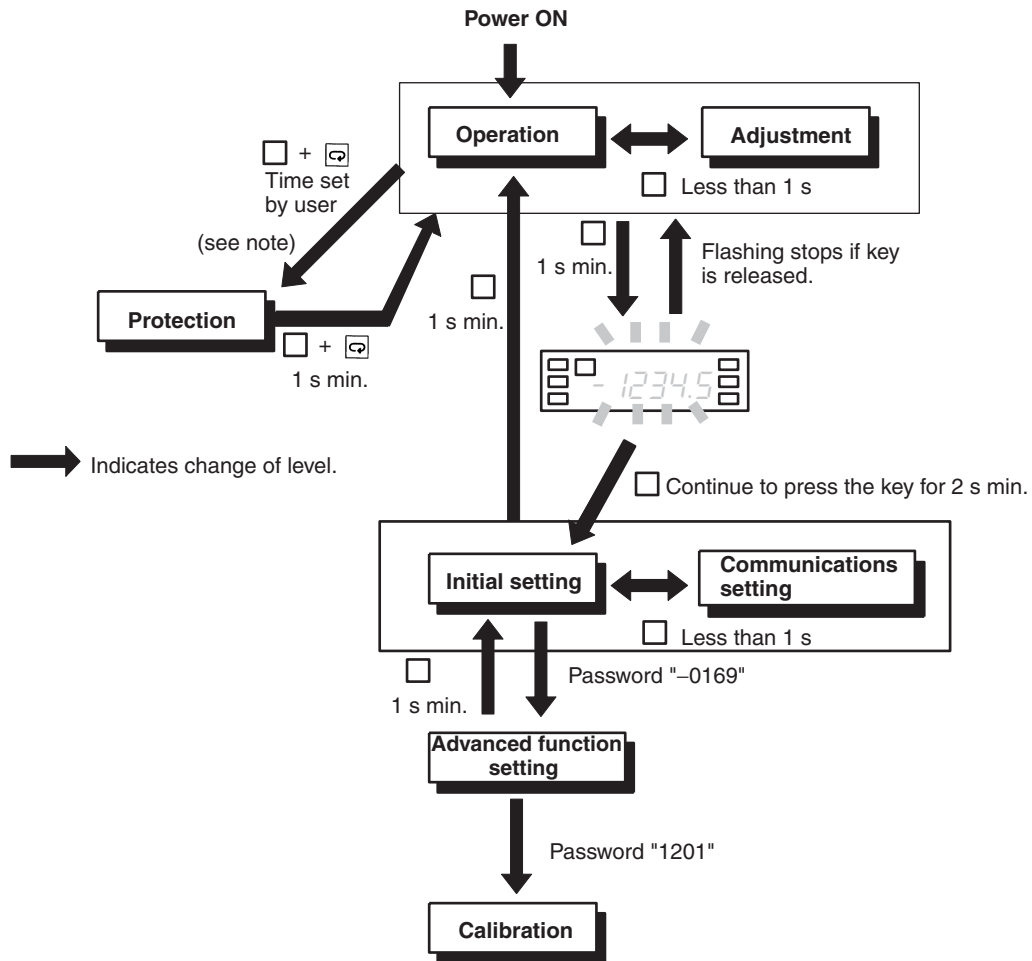 Power ON
Operation
Adjustment
+
Time set
by user
(see note)
Less than 1 s
1 s min.
Flashing stops if key
is released.
1 s min.
Protection
+
1 s min.
- 1234.5
Indicates change of level.
Continue to press the key for 2 s min.
Initial setting
Communications
setting
Less than 1 s
1 s min.
Password "–0169"
Advanced function
setting
Password "1201"
Calibration